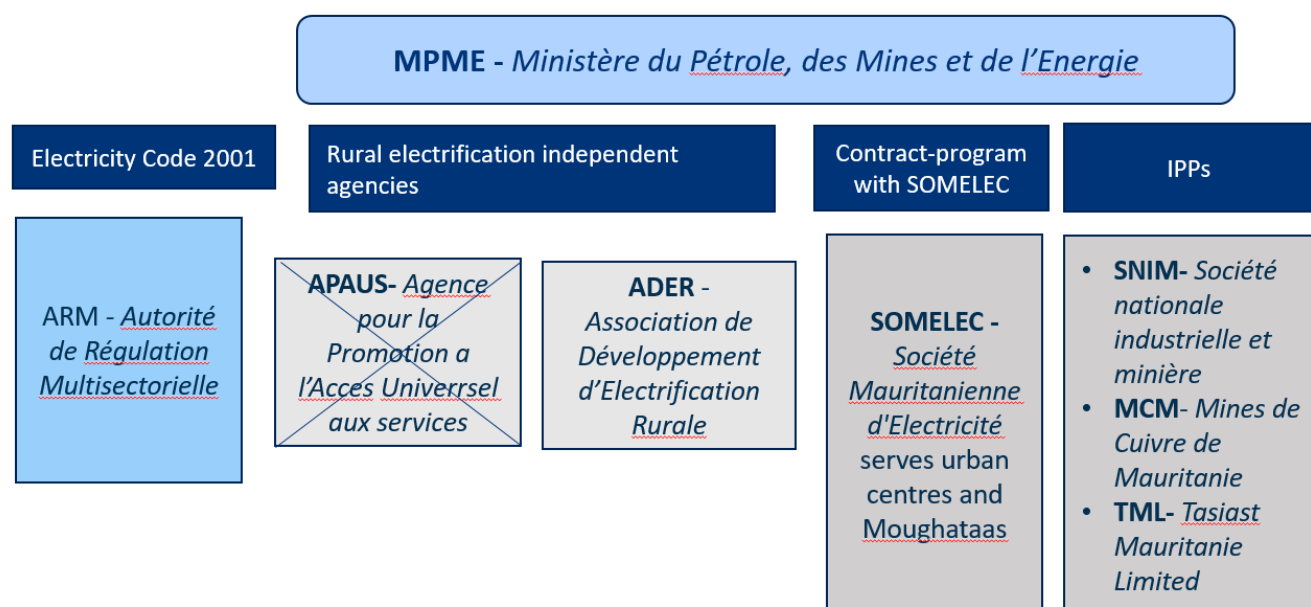 MPME - Ministère du Pétrole, des Mines et de l’Energie
Electricity Code 2001
Rural electrification independent
agencies
Contract-program
with SOMELEC
IPPs
ARM - Autorité
de Régulation
Multisectorielle
APAUS- Agence
pour la
Promotion a
l’Acces Univerrsel
aux services
ADER -
Association de
Développement
d’Electrification
Rurale
SOMELEC -
Société
Mauritanienne
d'Electricité
serves urban
centres and
Moughataas
• SNIM- Société
nationale
industrielle et
minière
• MCM- Mines de
Cuivre de
Mauritanie
• TML- Tasiast
Mauritanie
Limited